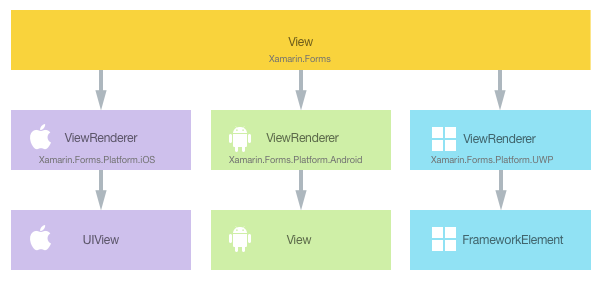 View
Xamarin.Forms
ViewRenderer
Xamarin.Forms.Platform.iOS
ViewRenderer
Xamarin.Forms.Platform.Android
ViewRenderer
Xamarin.Forms.Platform.UWP
UIView
View
FrameworkElement